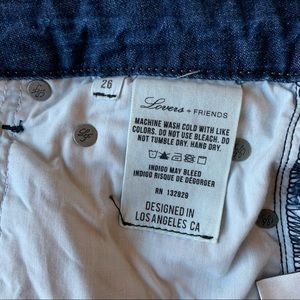 26
Lovers + FRIENDS
MACHINE WASH COLD WITH LIKE
COLORS. DO NOT USE BLEACH. DO
NOT TUMBLE DRY. HANG DRY.
INDIGO MAY BLEED
INDIGO RISQUE DE DÉGORGER
RN 132929
DESIGNED IN
LOS ANGELES CA